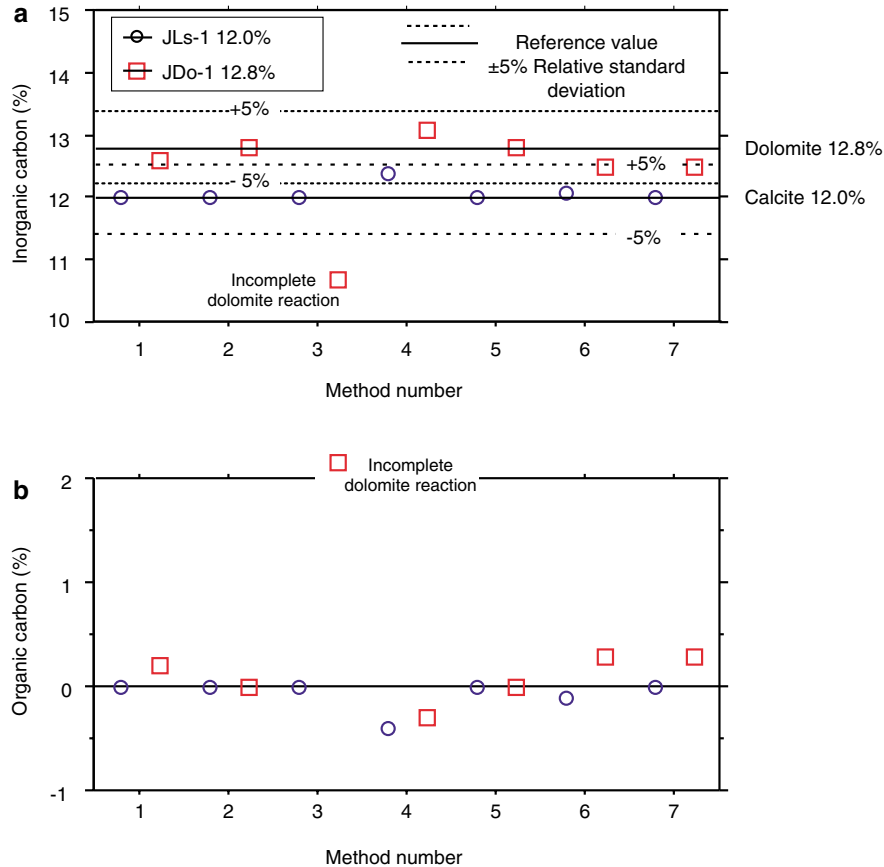 a
15
14
13
12
11
10
Inorganic carbon (%)
JLs-1 12.0%
JDo-1 12.8%
Reference value
±5% Relative standard
deviation
+5%
- 5%
+5%
-5%
Dolomite 12.8%
Calcite 12.0%
Incomplete
dolomite reaction
1 2 3 4 5 6 7
Method number
b
Incomplete
dolomite reaction
2
1
0
-1
Organic carbon (%)
1 2 3 4 5 6 7
Method number